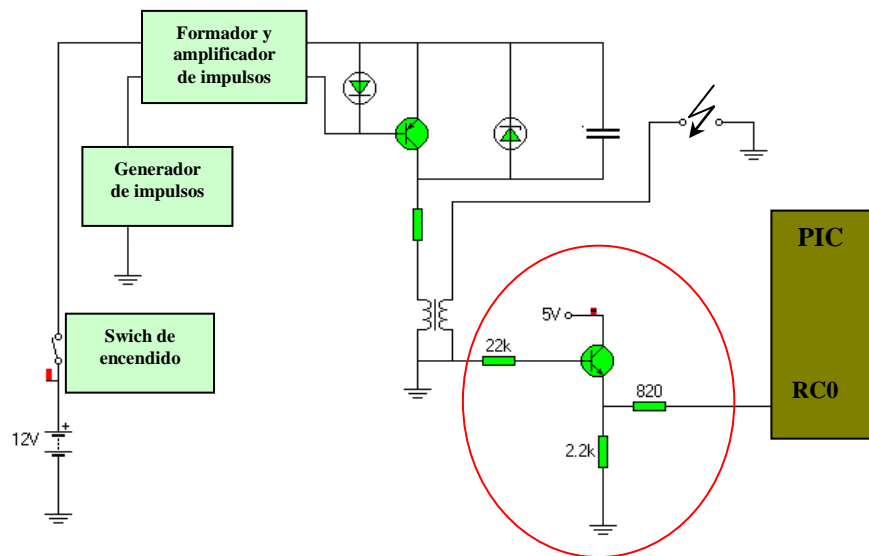 Formador y
amplificador
de impulsos
Generador
de impulsos
PIC
5V
Swich de
encendido
22k
820
RC0
12V
+
2.2k